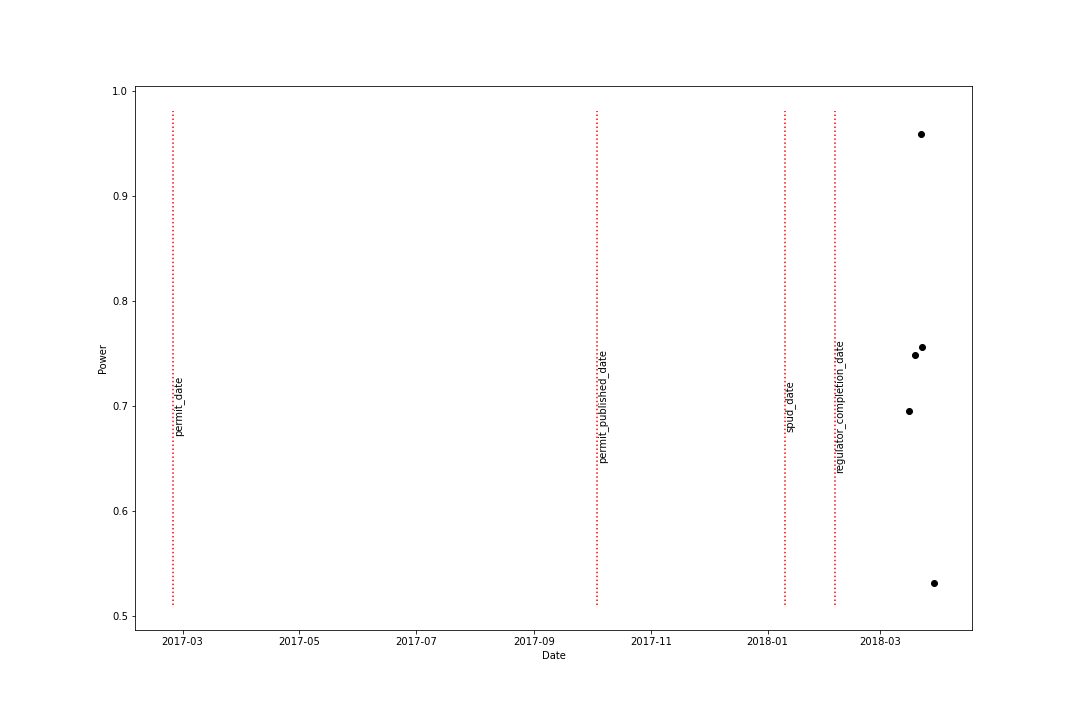 1.0
0.9
0.8
0.7
0.6
0.5
Power
permit_date
permit_published_date
spud_date
regulator_completion_date
2017-03 2017-05 2017-07 2017-09 2017-11 2018-01 2018-03
Date